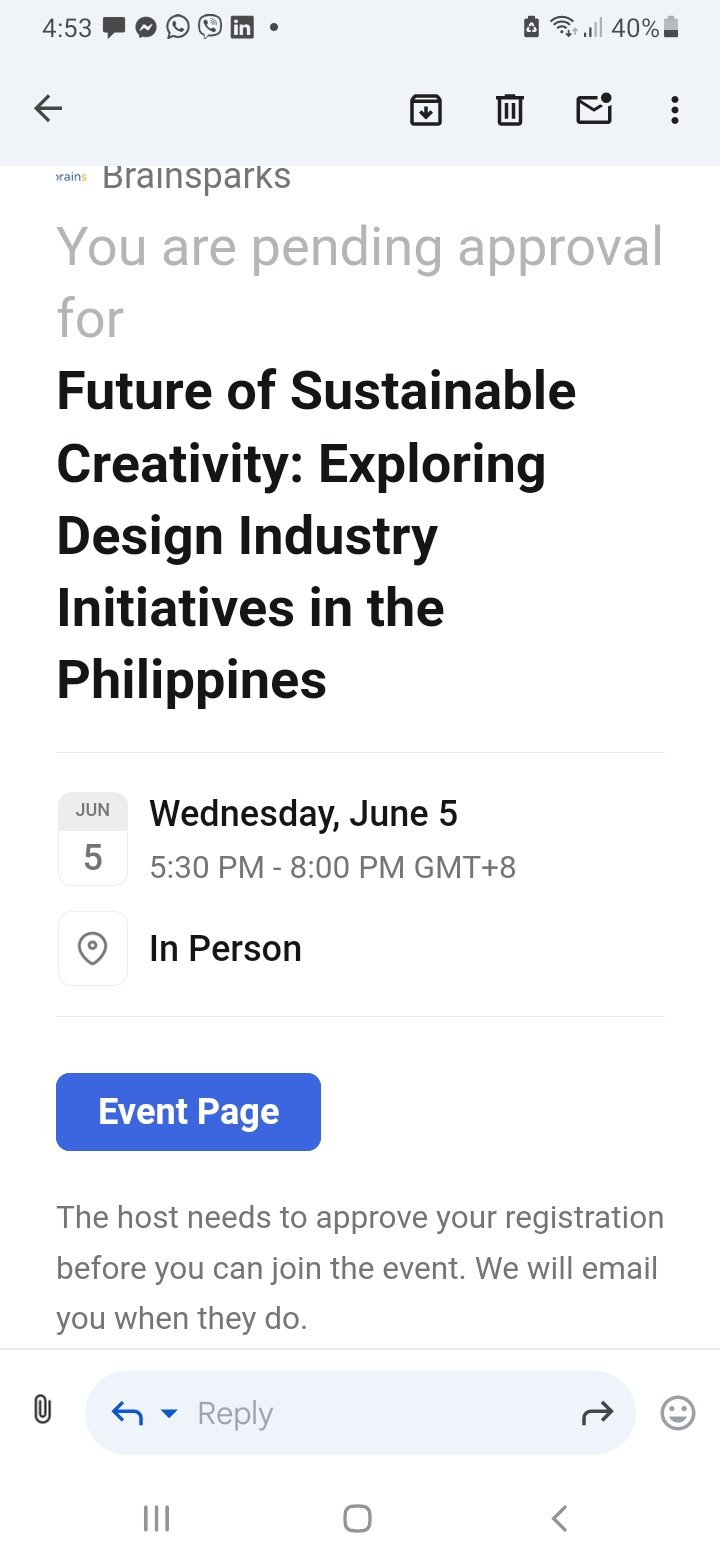 4:53
40%
brains Brainsparks
You are pending approval
for
Future of Sustainable
Creativity: Exploring
Design Industry
Initiatives in the
Philippines
JUN
5
Wednesday, June 5
5:30 PM - 8:00 PM GMT+8
In Person
Event Page
The host needs to approve your registration
before you can join the event. We will email
you when they do.
Reply